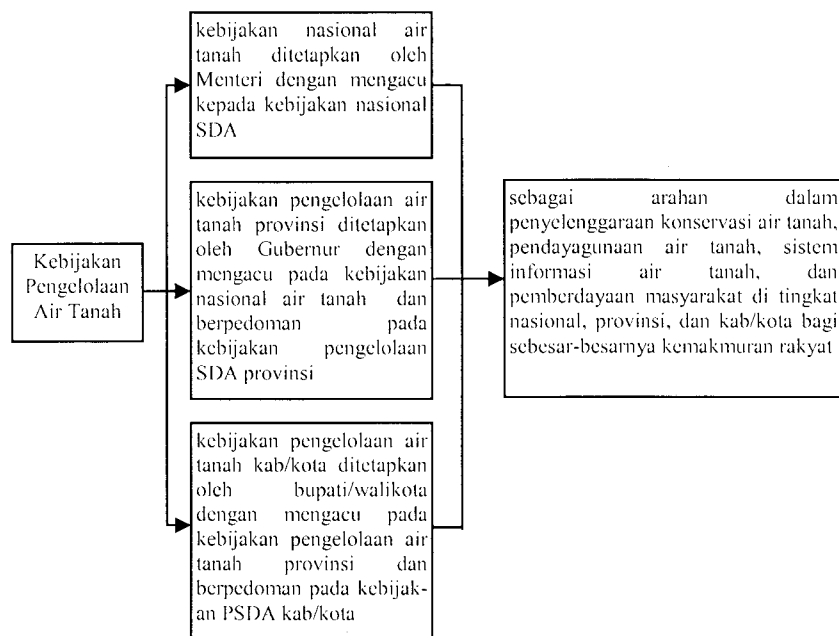 kebijakan nasional air
tanah ditetapkan oleh
Menteri dengan mengacu
kepada kebijakan nasional
SDA
Kebijakan
Pengelolaan
Air Tanah
kebijakan pengelolaan air
tanah provinsi ditetapkan
oleh Gubernur dengan
mengacu pada kebijakan
nasional air tanah dan
berpedoman pada
kebijakan pengelolaan
SDA provinsi
kebijakan pengelolaan air
tanah kab/kota ditetapkan
oleh bupati/walikota
dengan mengacu pada
kebijakan pengelolaan air
tanah provinsi dan
berpedoman pada kebijak-
an PSDA kab/kota
sebagai arahan dalam
penyelenggaraan konservasi air tanah,
pendayagunaan air tanah, sistem
informasi air tanah, dan
pemberdayaan masyarakat di tingkat
nasional, provinsi, dan kab/kota bagi
sebesar-besarnya kemakmuran rakyat